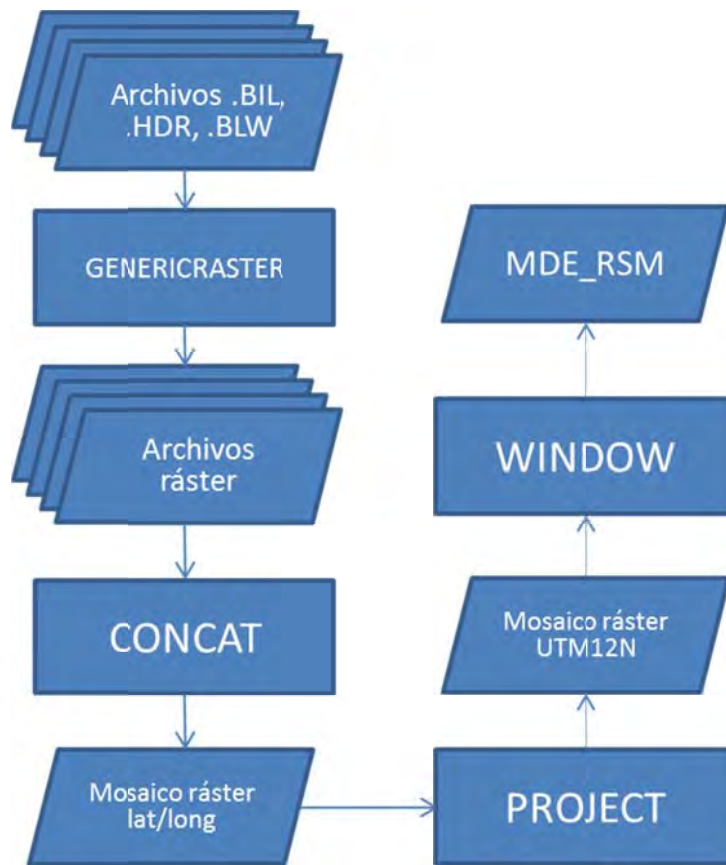 Archivos .BIL,
.HDR, .BLW
GENERICRASTER
Archivos
ráster
CONCAT
Mosaico ráster
lat/long
PROJECT
Mosaico ráster
UTM12N
WINDOW
MDE_RSM